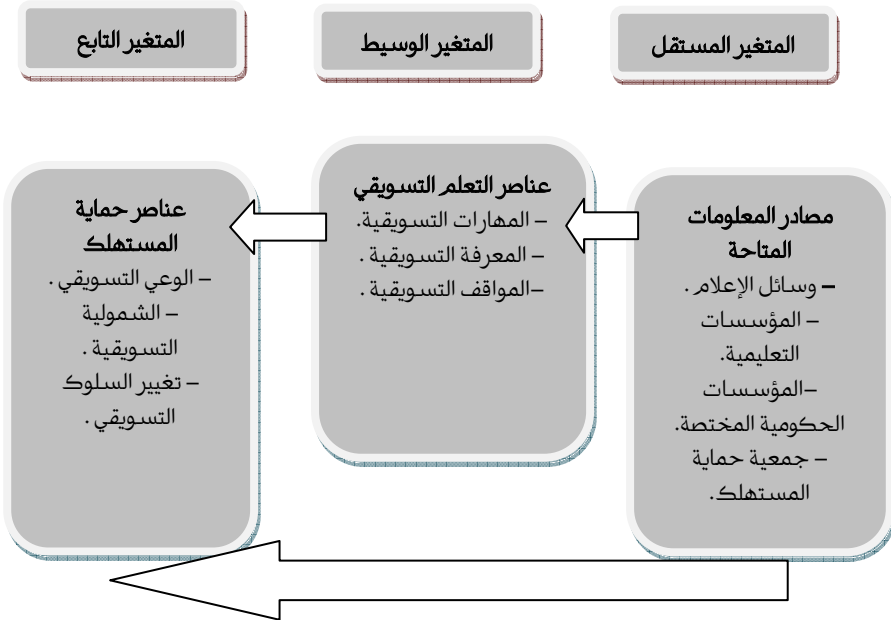 المتغير المستقل
المتغير الوسيط
المتغير التابع
مصادر المعلومات
المتاحة
– وسائل الإعلام .
– المؤسسات
التعليمية.
–المؤسسات
الحكومية المختصة.
– جمعية حماية
المستهلك.
عناصر التعلم التسويقي
– المهارات التسويقية.
– المعرفة التسويقية .
–المواقف التسويقية .
عناصر حماية
المستهلك
– الوعي التسويقي .
– الشمولية
التسويقية .
– تغيير السلوك
التسويقي .